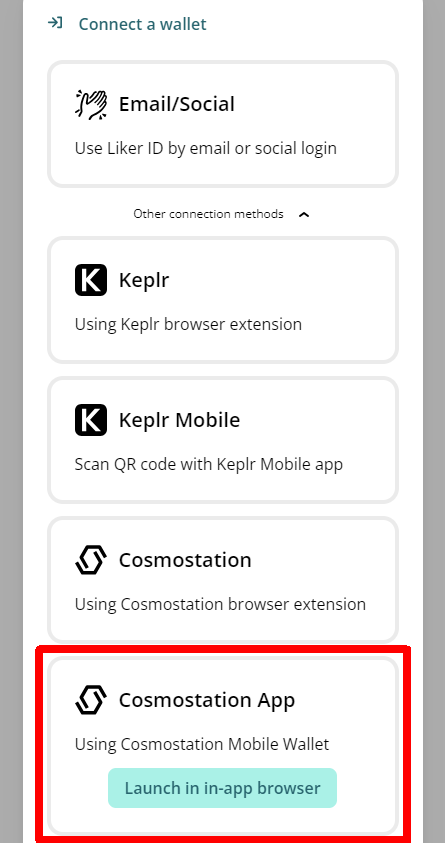 Connect a wallet
Email/Social
Use Liker ID by email or social login
Other connection methods
Keplr
Using Keplr browser extension
Keplr Mobile
Scan QR code with Keplr Mobile app
Cosmostation
Using Cosmostation browser extension
Cosmostation App
Using Cosmostation Mobile Wallet
Launch in in-app browser